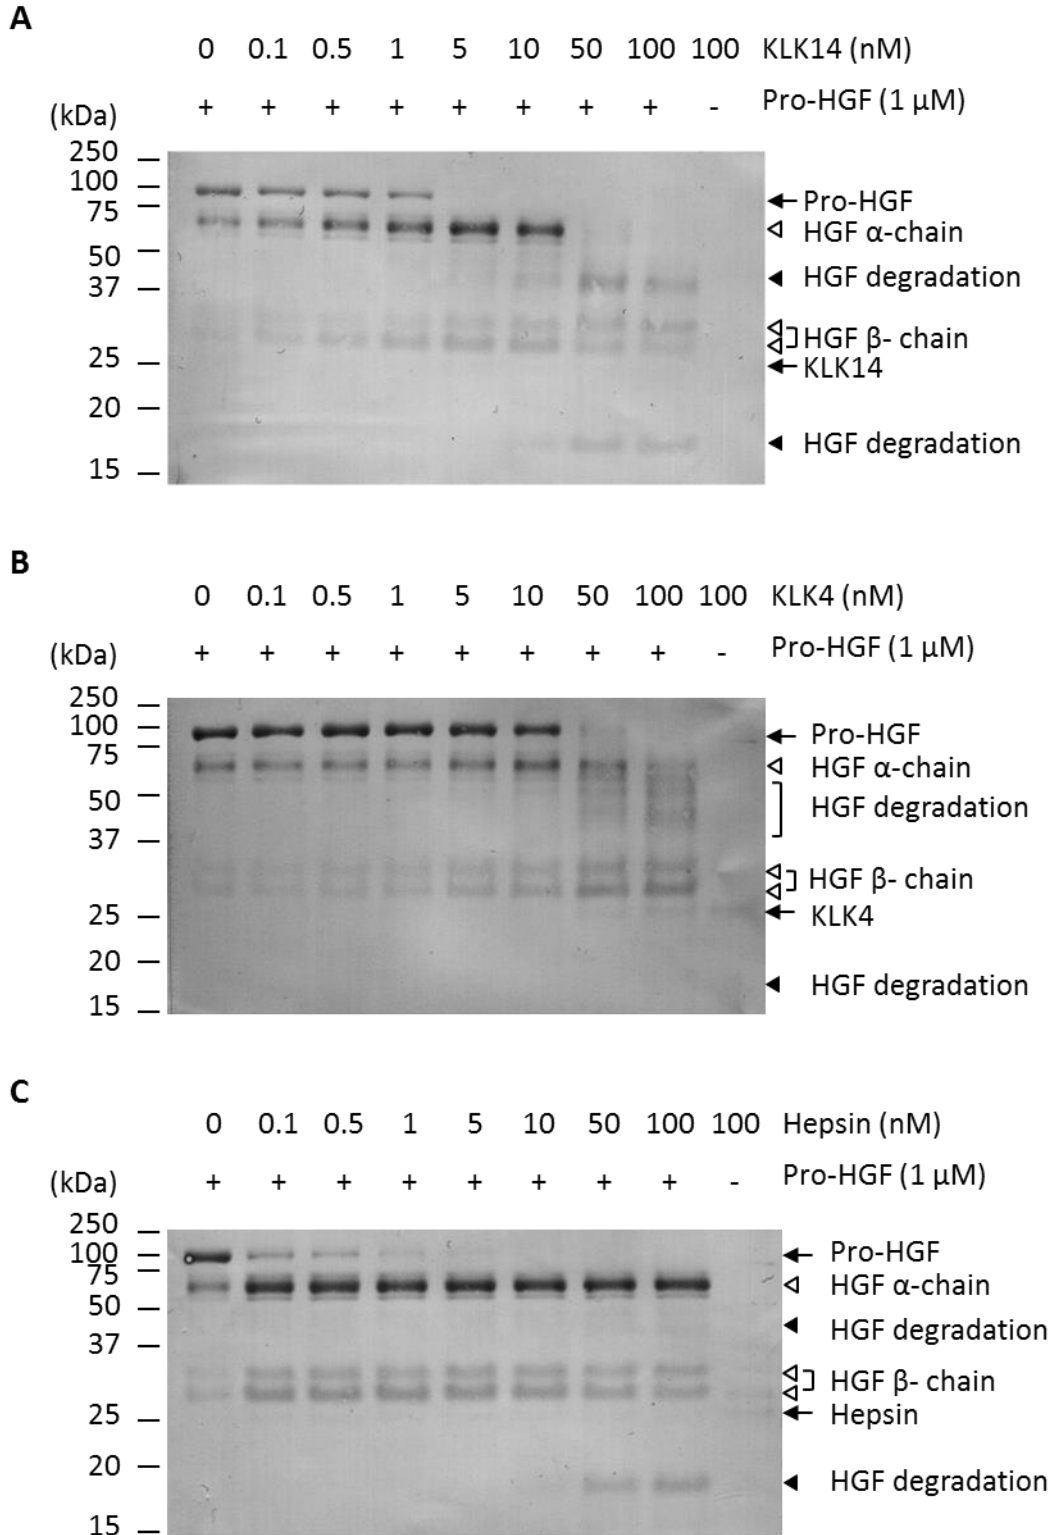 A
0 0.1 0.5 1 5 10 50 100 100 KLK14 (nM)
+ + + + + + + + - Pro-HGF (1 µM)
(kDa)
250
100
75
50
37
25
20
15
Pro-HGF
HGF α-chain
HGF degradation
HGF β- chain
KLK14
HGF degradation
B
0 0.1 0.5 1 5 10 50 100 100 KLK4 (nM)
+ + + + + + + + - Pro-HGF (1 µM)
(kDa)
250
100
75
50
37
25
20
15
Pro-HGF
HGF α-chain
HGF degradation
HGF β- chain
KLK4
HGF degradation
C
0 0.1 0.5 1 5 10 50 100 100 Hepsin (nM)
+ + + + + + + + - Pro-HGF (1 µM)
(kDa)
250
100
75
50
37
25
20
15
Pro-HGF
HGF α-chain
HGF degradation
HGF β- chain
Hepsin
HGF degradation